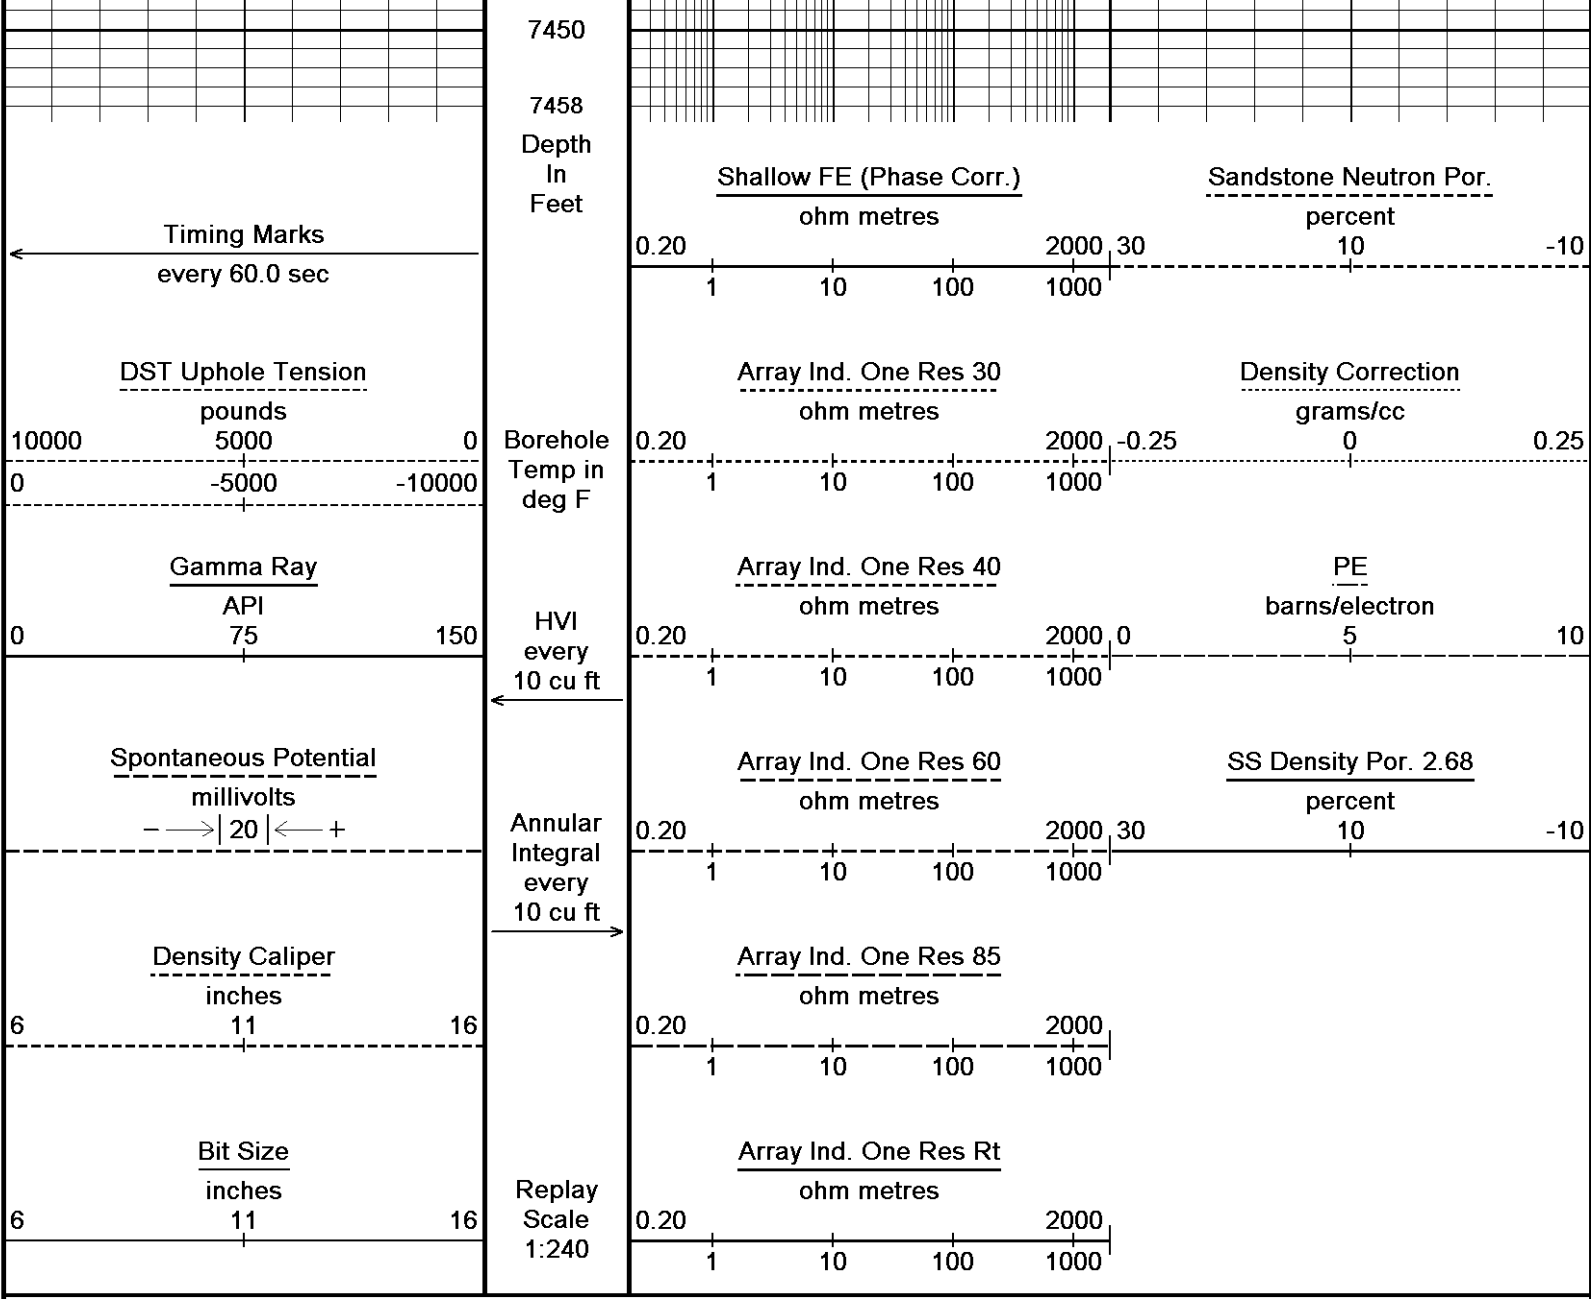 7450
7458
Depth
In
Feet
Timing Marks
every 60.0 sec
DST Uphole Tension
pounds
10000 5000 0
0 -5000 -10000
Gamma Ray
API
0 75 150
Spontaneous Potential
millivolts
− 20 +
Density Caliper
inches
6 11 16
Bit Size
inches
6 11 16
Borehole
Temp in
deg F
HVI
every
10 cu ft
Annular
Integral
every
10 cu ft
Replay
Scale
1:240
Shallow FE (Phase Corr.)
ohm metres
0.20 2000
1 10 100 1000
Array Ind. One Res 30
ohm metres
0.20 2000
1 10 100 1000
Array Ind. One Res 40
ohm metres
0.20 2000
1 10 100 1000
Array Ind. One Res 60
ohm metres
0.20 2000
1 10 100 1000
Array Ind. One Res 85
ohm metres
0.20 2000
1 10 100 1000
Array Ind. One Res Rt
ohm metres
0.20 2000
1 10 100 1000
Sandstone Neutron Por.
percent
30 10 -10
Density Correction
grams/cc
-0.25 0 0.25
PE
barns/electron
0 5 10
SS Density Por. 2.68
percent
30 10 -10